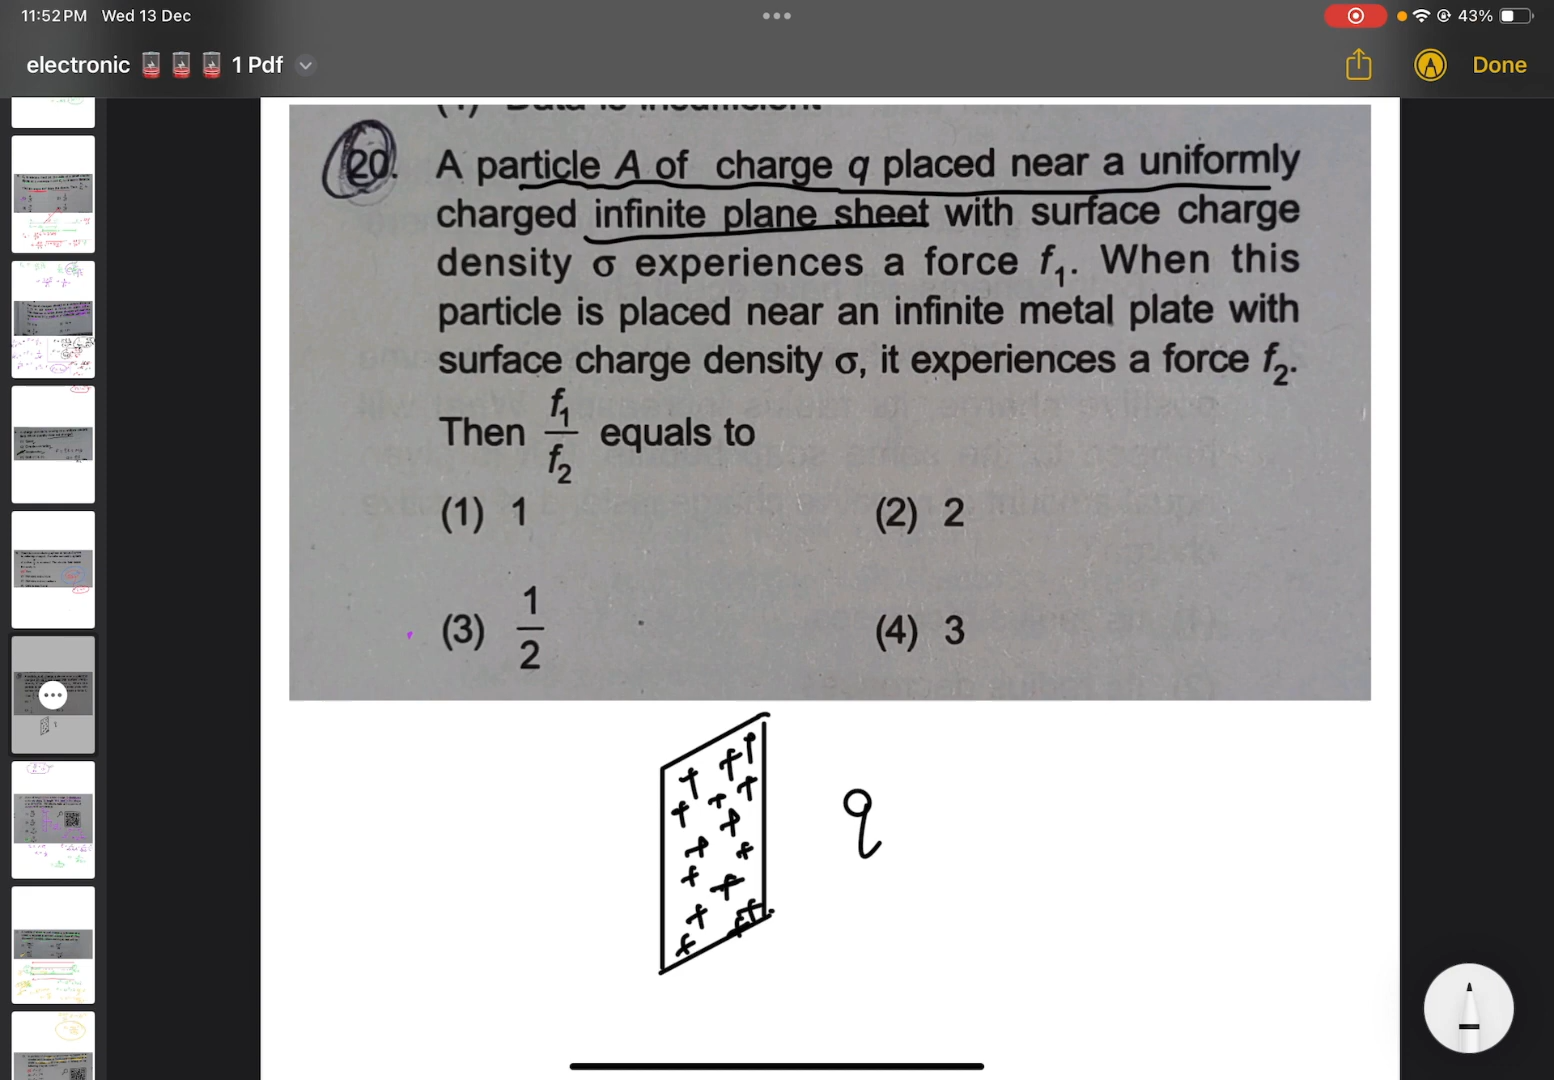 11:52 PM Wed 13 Dec
43%
electronic 1 Pdf
Done
20. A particle A of charge q placed near a uniformly
charged infinite plane sheet with surface charge
density σ experiences a force f₁. When this
particle is placed near an infinite metal plate with
surface charge density σ, it experiences a force f₂.
Then f₁/f₂ equals to
(1) 1
(2) 2
(3) 1/2
(4) 3
q